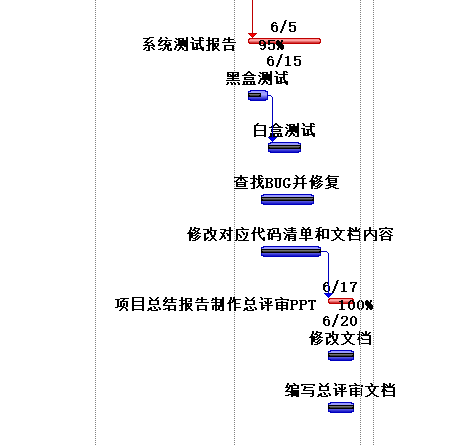 6/5
系统测试报告 95%
6/15
黑盒测试
白盒测试
查找BUG并修复
修改对应代码清单和文档内容
6/17
项目总结报告制作总评审PPT 100%
6/20
修改文档
编写总评审文档